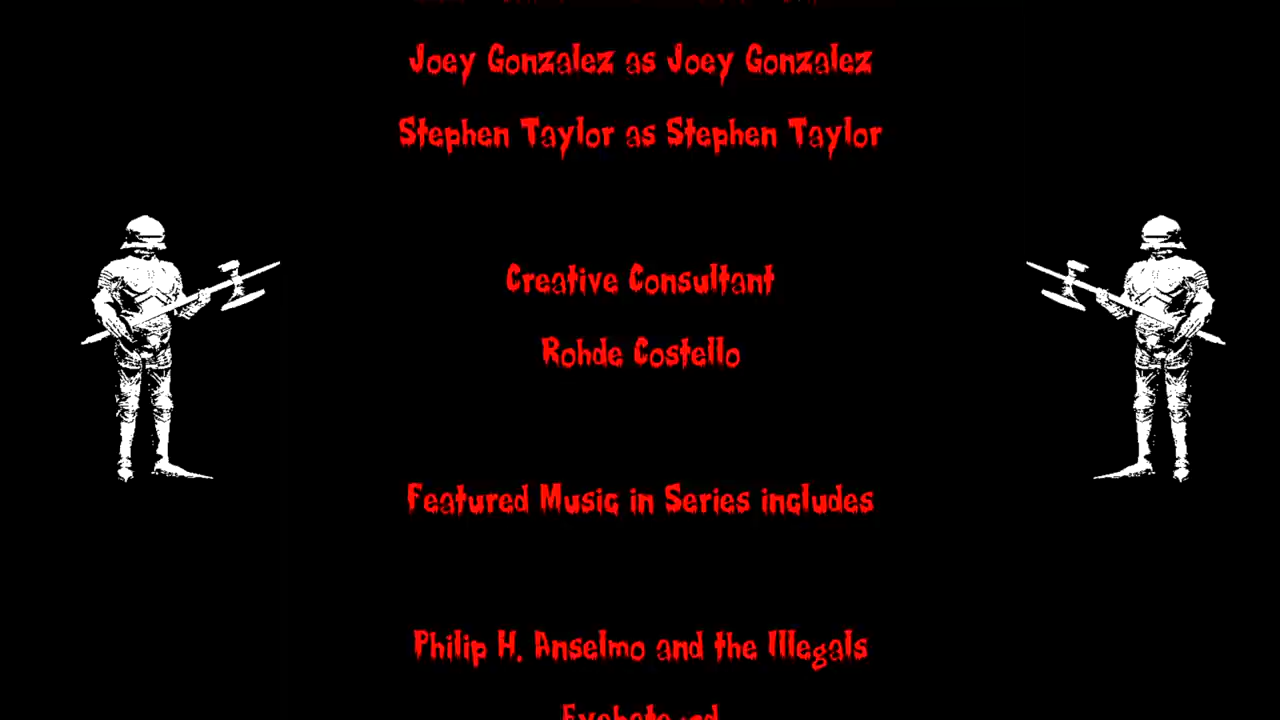 Joey Gonzalez as Joey Gonzalez
Stephen Taylor as Stephen Taylor
Creative Consultant
Rohde Costello
Featured Music in Series includes
Philip H. Anselmo and the Illegals